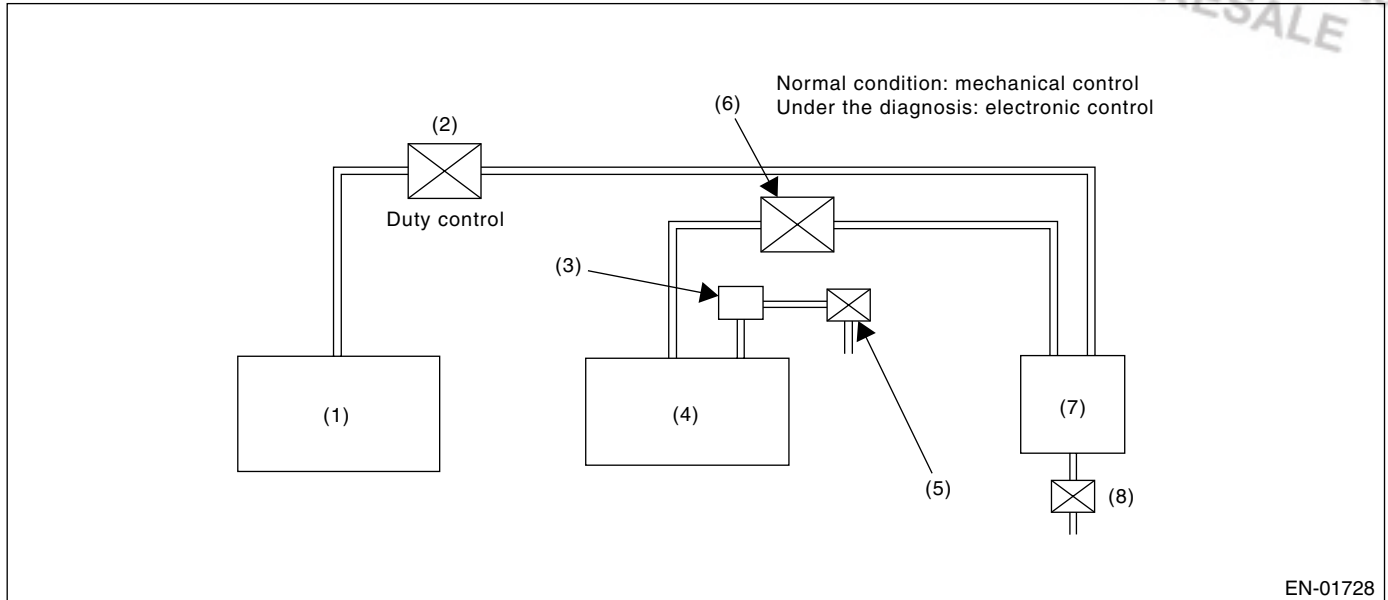 Normal condition: mechanical control
Under the diagnosis: electronic control
(6)
(2)
Duty control
(3)
(1)
(4)
(7)
(5)
(8)
EN-01728